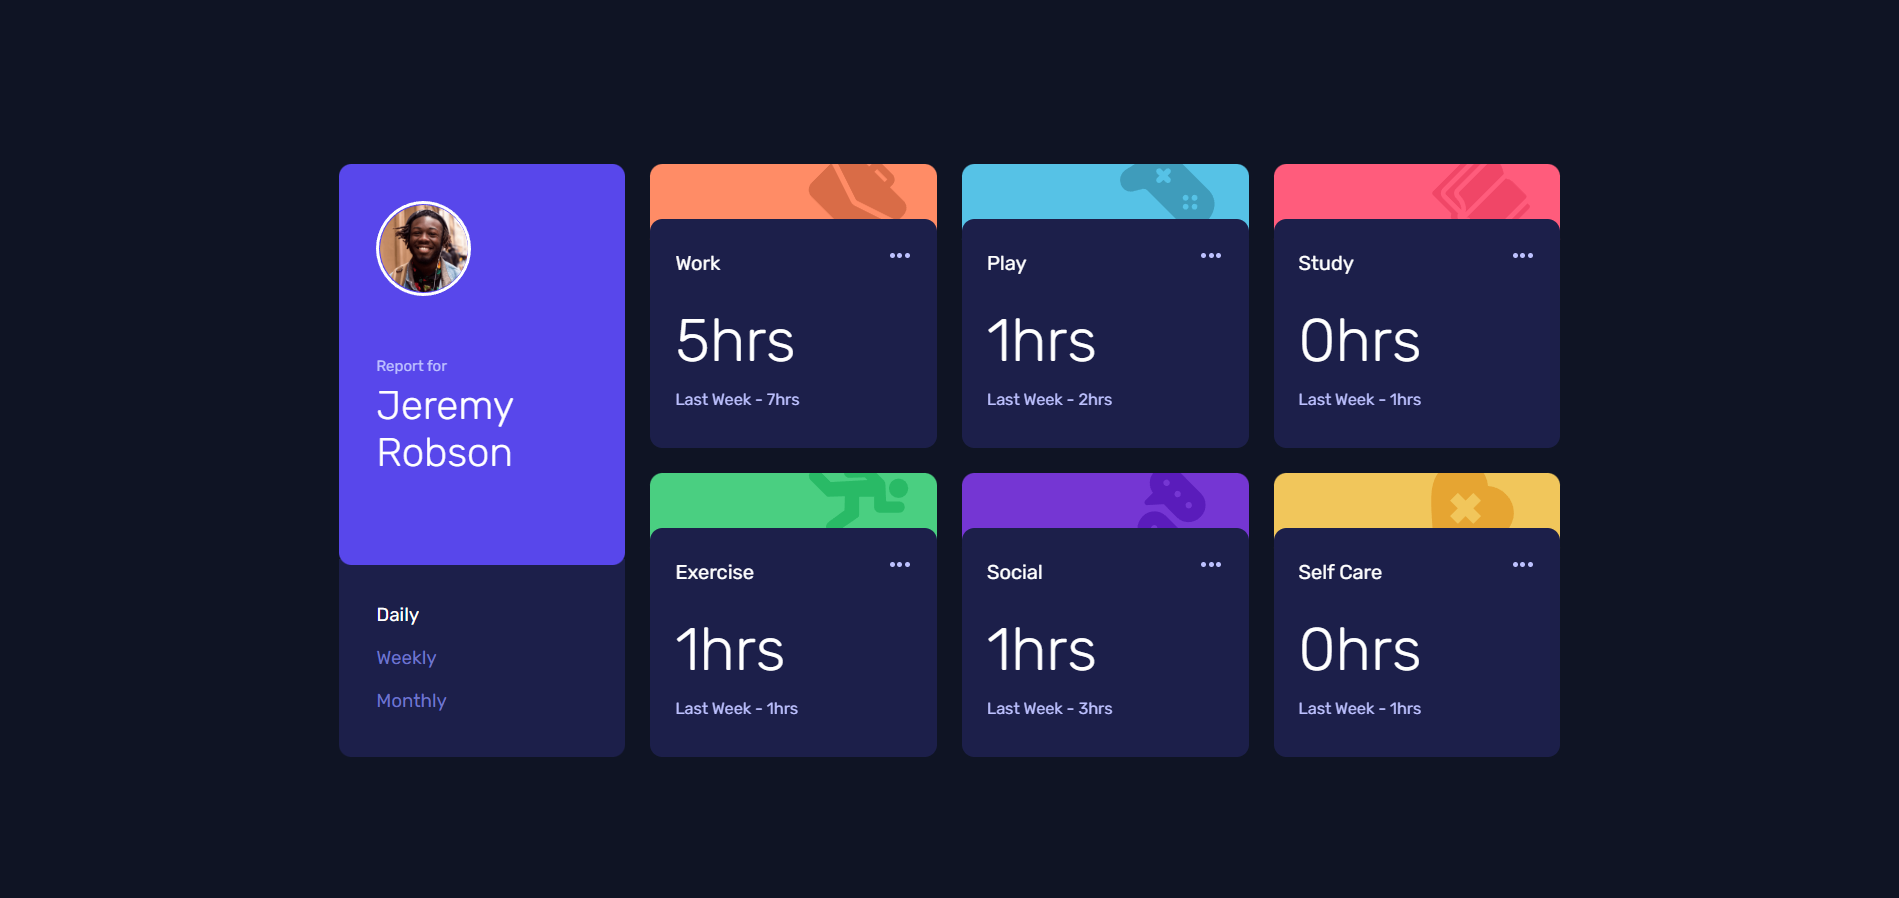 Report for
Jeremy
Robson
Daily
Weekly
Monthly
Work
5hrs
Last Week - 7hrs
Play
1hrs
Last Week - 2hrs
Study
0hrs
Last Week - 1hrs
Exercise
1hrs
Last Week - 1hrs
Social
1hrs
Last Week - 3hrs
Self Care
0hrs
Last Week - 1hrs